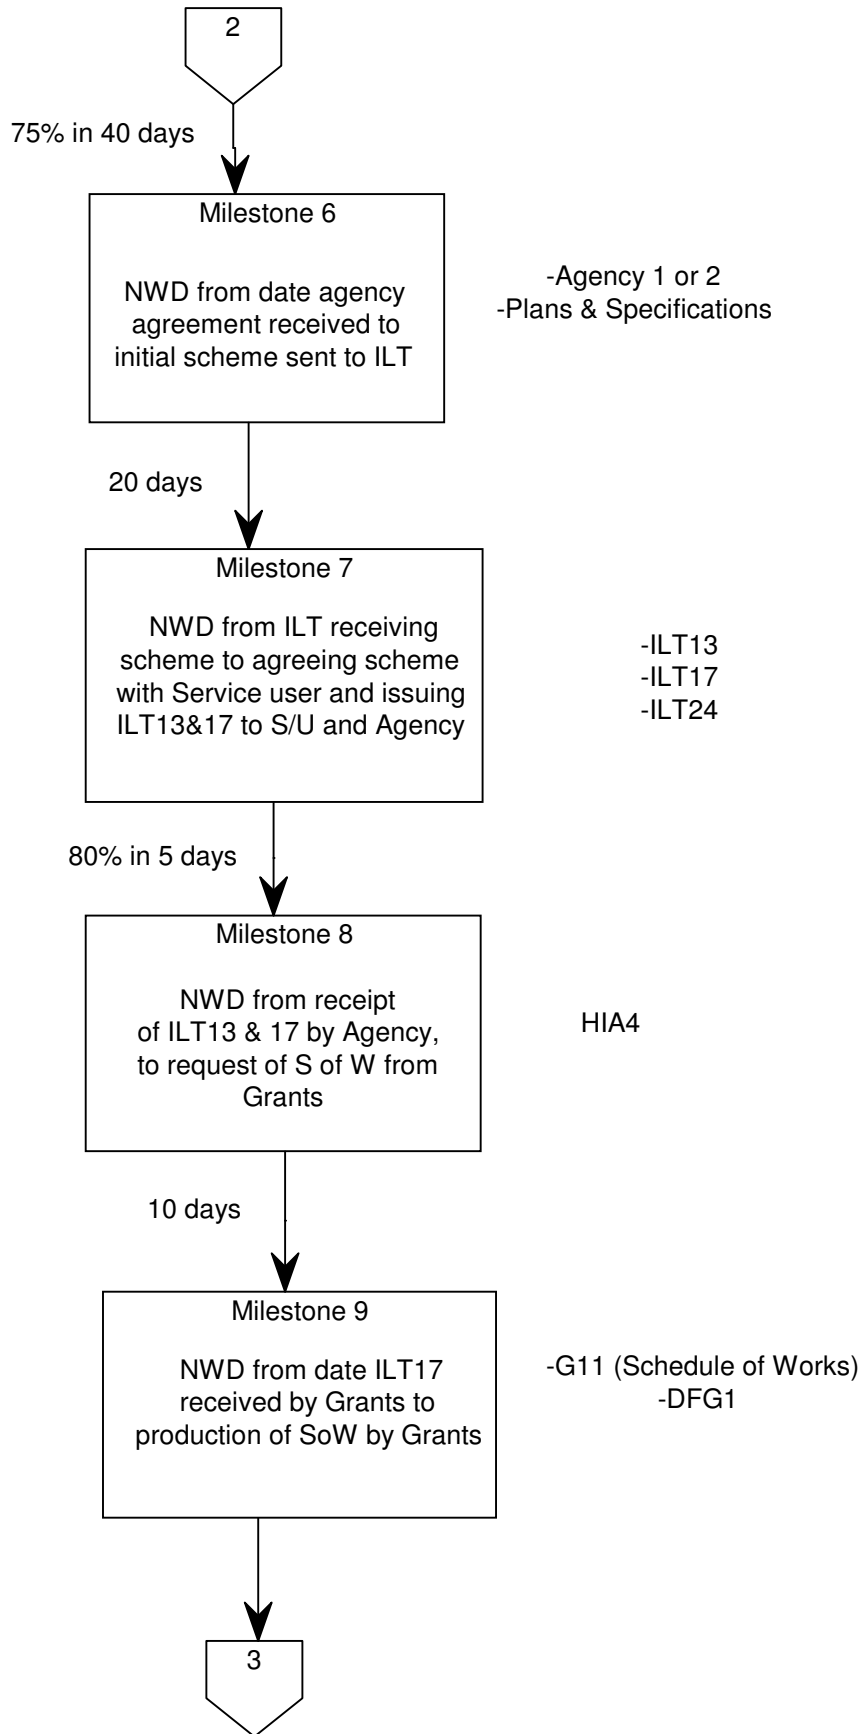 2
75% in 40 days
Milestone 6
NWD from date agency
agreement received to
initial scheme sent to ILT
-Agency 1 or 2
-Plans & Specifications
20 days
Milestone 7
NWD from ILT receiving
scheme to agreeing scheme
with Service user and issuing
ILT13&17 to S/U and Agency
-ILT13
-ILT17
-ILT24
80% in 5 days
Milestone 8
NWD from receipt
of ILT13 & 17 by Agency,
to request of S of W from
Grants
HIA4
10 days
Milestone 9
NWD from date ILT17
received by Grants to
production of SoW by Grants
-G11 (Schedule of Works)
-DFG1
3